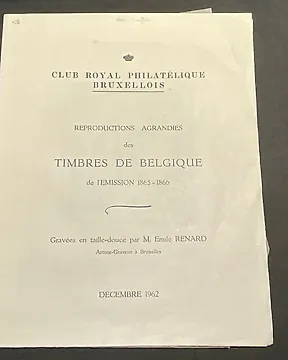 CLUB ROYAL PHILATÉLIQUE
BRUXELLOIS
REPRODUCTIONS AGRANDIES
des
TIMBRES DE BELGIQUE
de l'EMISSION 1865-1866
Gravées en taille-douce par M. Emile RENARD
Artiste-Graveur à Bruxelles
DECEMBRE 1962